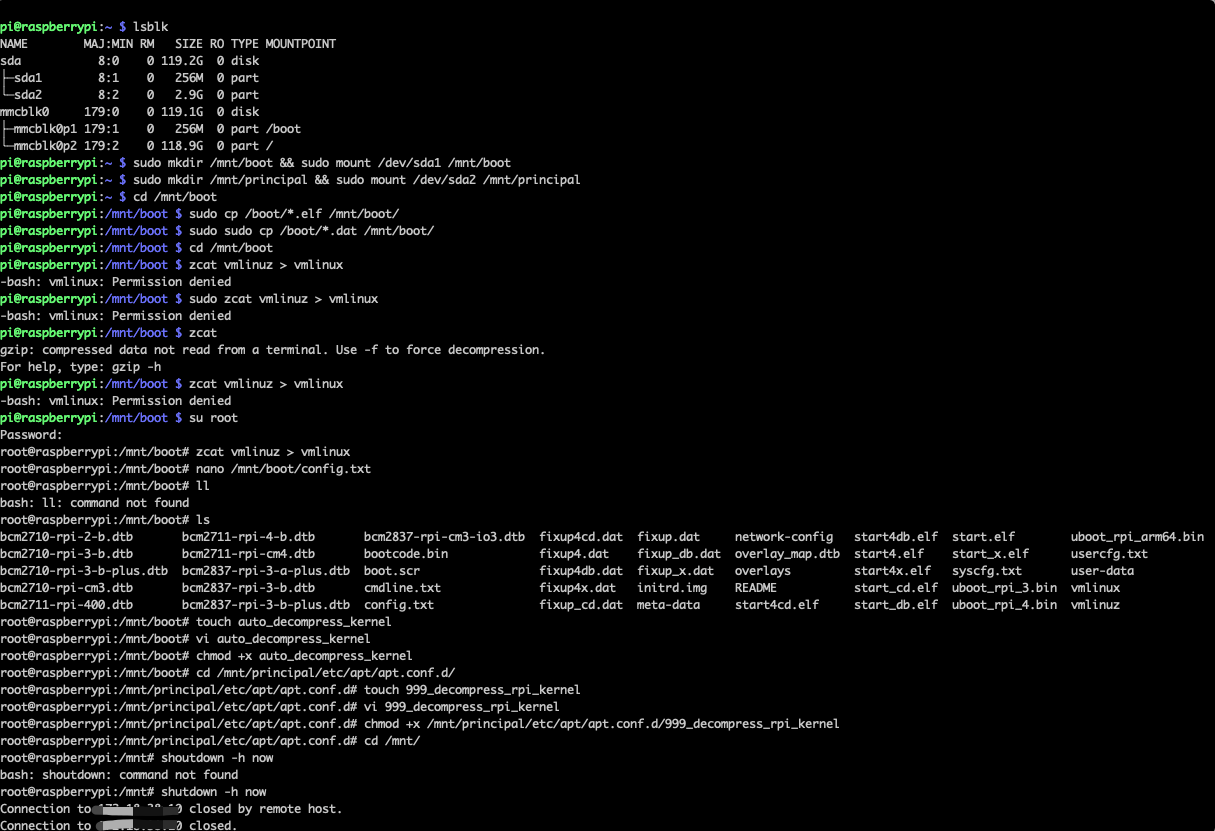 pi@raspberrypi:~ $ lsblk
NAME        MAJ:MIN RM   SIZE RO TYPE MOUNTPOINT
sda           8:0    0 119.2G  0 disk
├─sda1        8:1    0   256M  0 part
└─sda2        8:2    0   2.9G  0 part
mmcblk0     179:0    0 119.1G  0 disk
├─mmcblk0p1 179:1    0   256M  0 part /boot
└─mmcblk0p2 179:2    0 118.9G  0 part /
pi@raspberrypi:~ $ sudo mkdir /mnt/boot && sudo mount /dev/sda1 /mnt/boot
pi@raspberrypi:~ $ sudo mkdir /mnt/principal && sudo mount /dev/sda2 /mnt/principal
pi@raspberrypi:~ $ cd /mnt/boot
pi@raspberrypi:/mnt/boot $ sudo cp /boot/*.elf /mnt/boot/
pi@raspberrypi:/mnt/boot $ sudo sudo cp /boot/*.dat /mnt/boot/
pi@raspberrypi:/mnt/boot $ cd /mnt/boot
pi@raspberrypi:/mnt/boot $ zcat vmlinuz > vmlinux
-bash: vmlinux: Permission denied
pi@raspberrypi:/mnt/boot $ sudo zcat vmlinuz > vmlinux
-bash: vmlinux: Permission denied
pi@raspberrypi:/mnt/boot $ zcat
gzip: compressed data not read from a terminal. Use -f to force decompression.
For help, type: gzip -h
pi@raspberrypi:/mnt/boot $ zcat vmlinuz > vmlinux
-bash: vmlinux: Permission denied
pi@raspberrypi:/mnt/boot $ su root
Password:
root@raspberrypi:/mnt/boot# zcat vmlinuz > vmlinux
root@raspberrypi:/mnt/boot# nano /mnt/boot/config.txt
root@raspberrypi:/mnt/boot# ll
bash: ll: command not found
root@raspberrypi:/mnt/boot# ls
bcm2710-rpi-2-b.dtb       bcm2711-rpi-4-b.dtb       bcm2837-rpi-cm3-io3.dtb  fixup4cd.dat  fixup.dat     network-config   start4db.elf  start.elf        uboot_rpi_arm64.bin
bcm2710-rpi-3-b.dtb       bcm2711-rpi-cm4.dtb       bootcode.bin             fixup4.dat    fixup_db.dat  overlay_map.dtb  start4.elf    start_x.elf      usercfg.txt
bcm2710-rpi-3-b-plus.dtb  bcm2837-rpi-3-a-plus.dtb  boot.scr                 fixup4db.dat  fixup_x.dat   overlays         start4x.elf   syscfg.txt       user-data
bcm2710-rpi-cm3.dtb       bcm2837-rpi-3-b.dtb       cmdline.txt              fixup4x.dat   initrd.img    README           start_cd.elf  uboot_rpi_3.bin  vmlinux
bcm2711-rpi-400.dtb       bcm2837-rpi-3-b-plus.dtb  config.txt               fixup_cd.dat  meta-data     start4cd.elf     start_db.elf  uboot_rpi_4.bin  vmlinuz
root@raspberrypi:/mnt/boot# touch auto_decompress_kernel
root@raspberrypi:/mnt/boot# vi auto_decompress_kernel
root@raspberrypi:/mnt/boot# chmod +x auto_decompress_kernel
root@raspberrypi:/mnt/boot# cd /mnt/principal/etc/apt/apt.conf.d/
root@raspberrypi:/mnt/principal/etc/apt/apt.conf.d# touch 999_decompress_rpi_kernel
root@raspberrypi:/mnt/principal/etc/apt/apt.conf.d# vi 999_decompress_rpi_kernel
root@raspberrypi:/mnt/principal/etc/apt/apt.conf.d# chmod +x /mnt/principal/etc/apt/apt.conf.d/999_decompress_rpi_kernel
root@raspberrypi:/mnt/principal/etc/apt/apt.conf.d# cd /mnt/
root@raspberrypi:/mnt# shoutdown -h now
bash: shoutdown: command not found
root@raspberrypi:/mnt# shutdown -h now
Connection to closed by remote host.
Connection to closed.